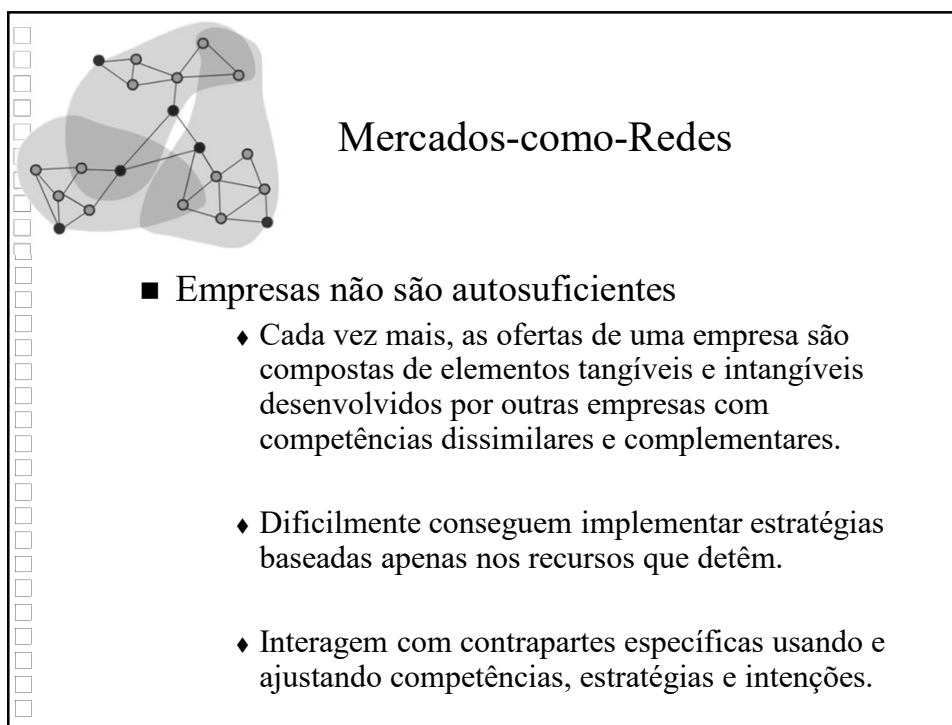 Mercados-como-Redes
■ Empresas não são autosuficientes
♦ Cada vez mais, as ofertas de uma empresa são
compostas de elementos tangíveis e intangíveis
desenvolvidos por outras empresas com
competências dissimilares e complementares.
♦ Dificilmente conseguem implementar estratégias
baseadas apenas nos recursos que detêm.
♦ Interagem com contrapartes específicas usando e
ajustando competências, estratégias e intenções.